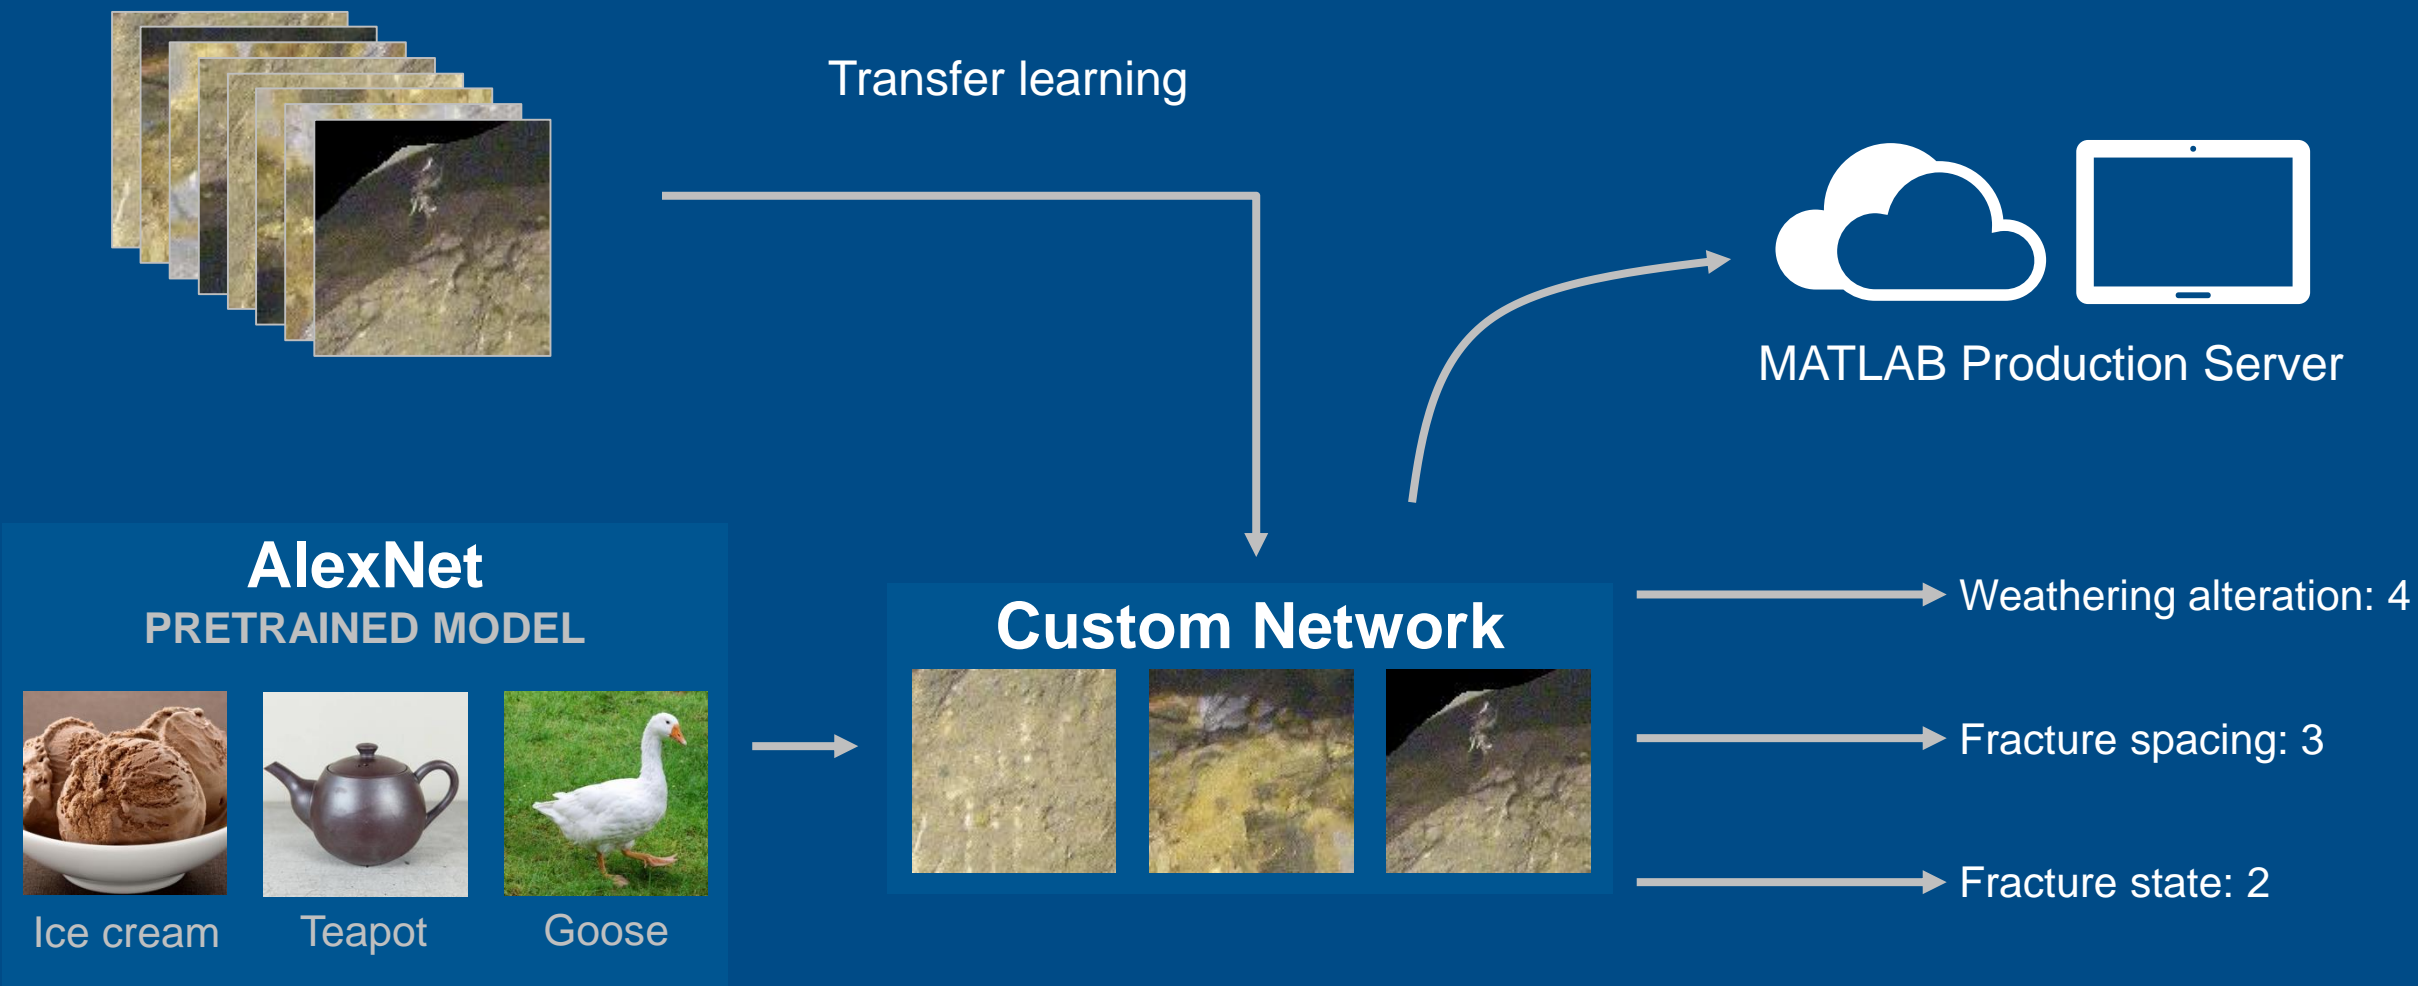 Transfer learning
MATLAB Production Server
AlexNet
PRETRAINED MODEL
Ice cream
Teapot
Goose
Custom Network
Weathering alteration: 4
Fracture spacing: 3
Fracture state: 2